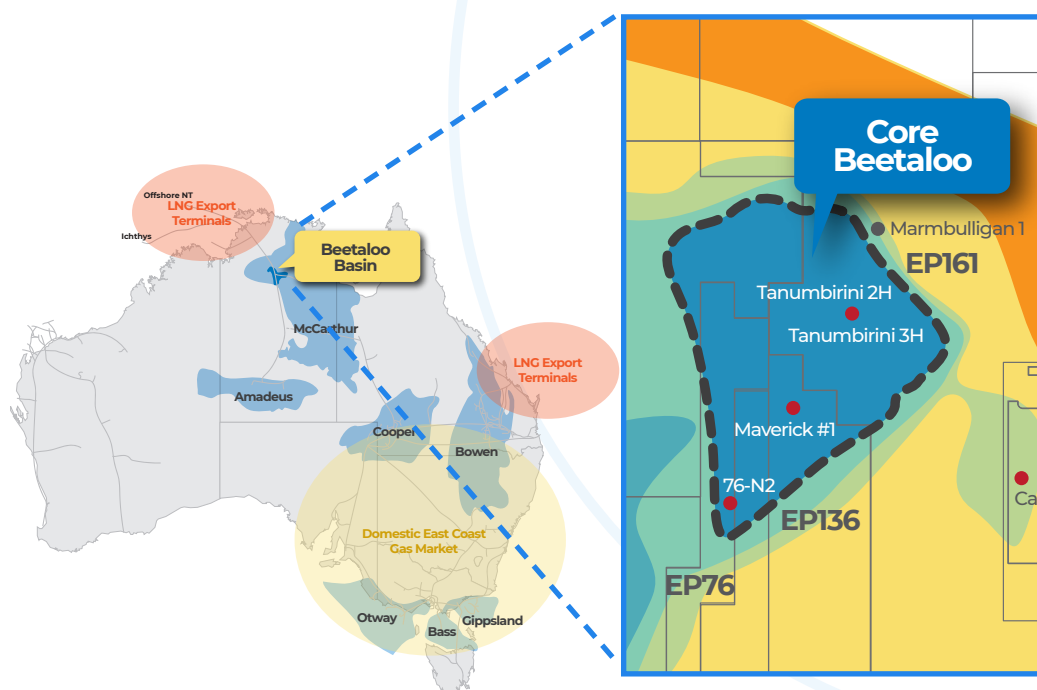 Offshore NT
LNG Export
Terminals
Ichthys
Beetaloo
Basin
McCarthur
LNG Export
Terminals
Amadeus
Cooper
Bowen
Domestic East Coast
Gas Market
Otway
Gippsland
Bass
Core
Beetaloo
Marmbulligan 1
EP161
Tanumbirini 2H
Tanumbirini 3H
Maverick #1
76-N2
Ca
EP136
EP76